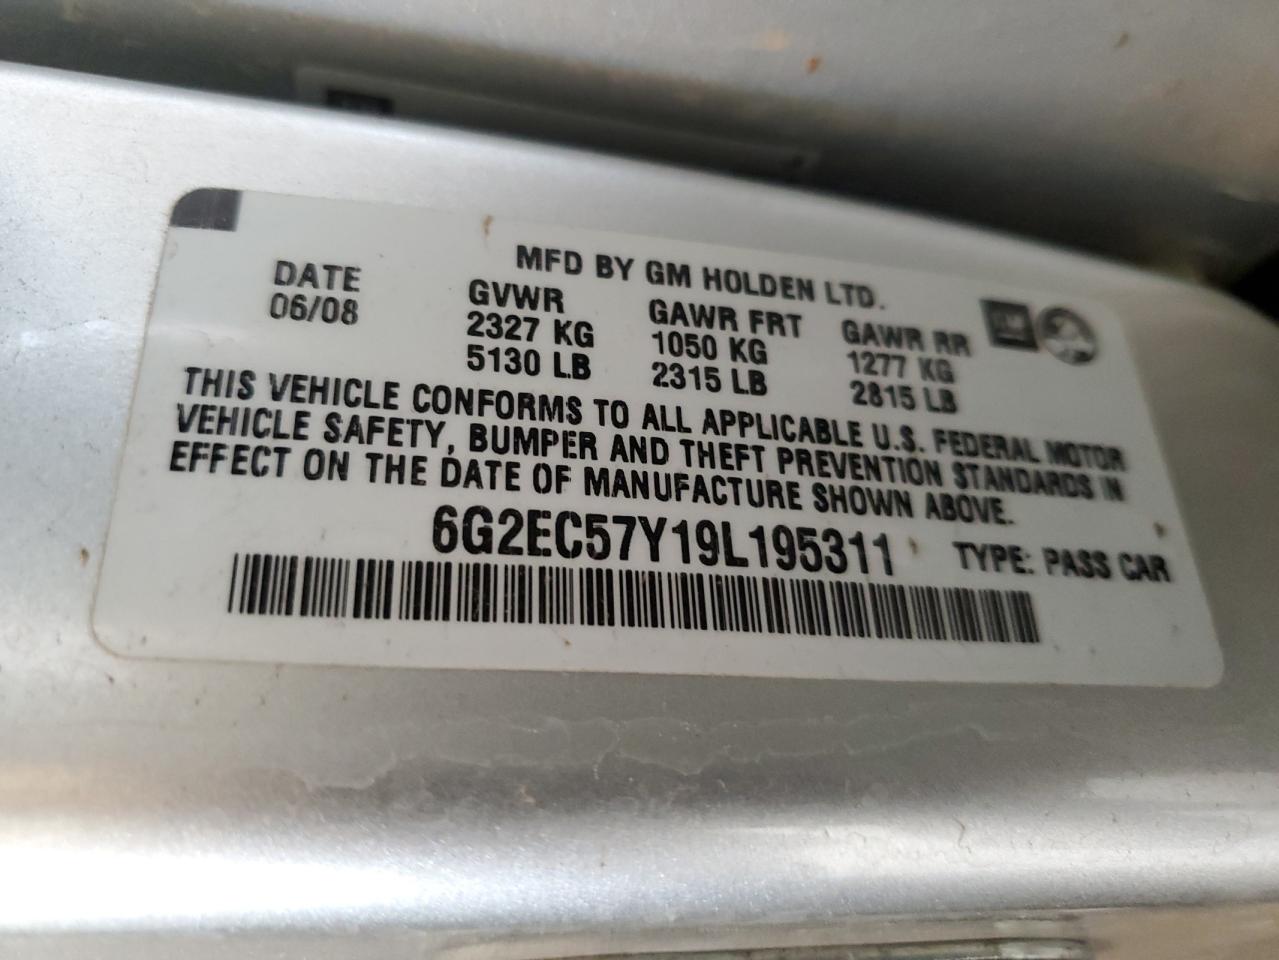 MFD BY GM HOLDEN LTD.
DATE
06/08
GVWR
2327 KG
5130 LB
GAWR FRT
1050 KG
2315 LB
GAWR RR
1277 KG
2815 LB
GM
THIS VEHICLE CONFORMS TO ALL APPLICABLE U.S. FEDERAL MOTOR
VEHICLE SAFETY, BUMPER AND THEFT PREVENTION STANDARDS IN
EFFECT ON THE DATE OF MANUFACTURE SHOWN ABOVE.
6G2EC57Y19L195311 TYPE: PASS CAR